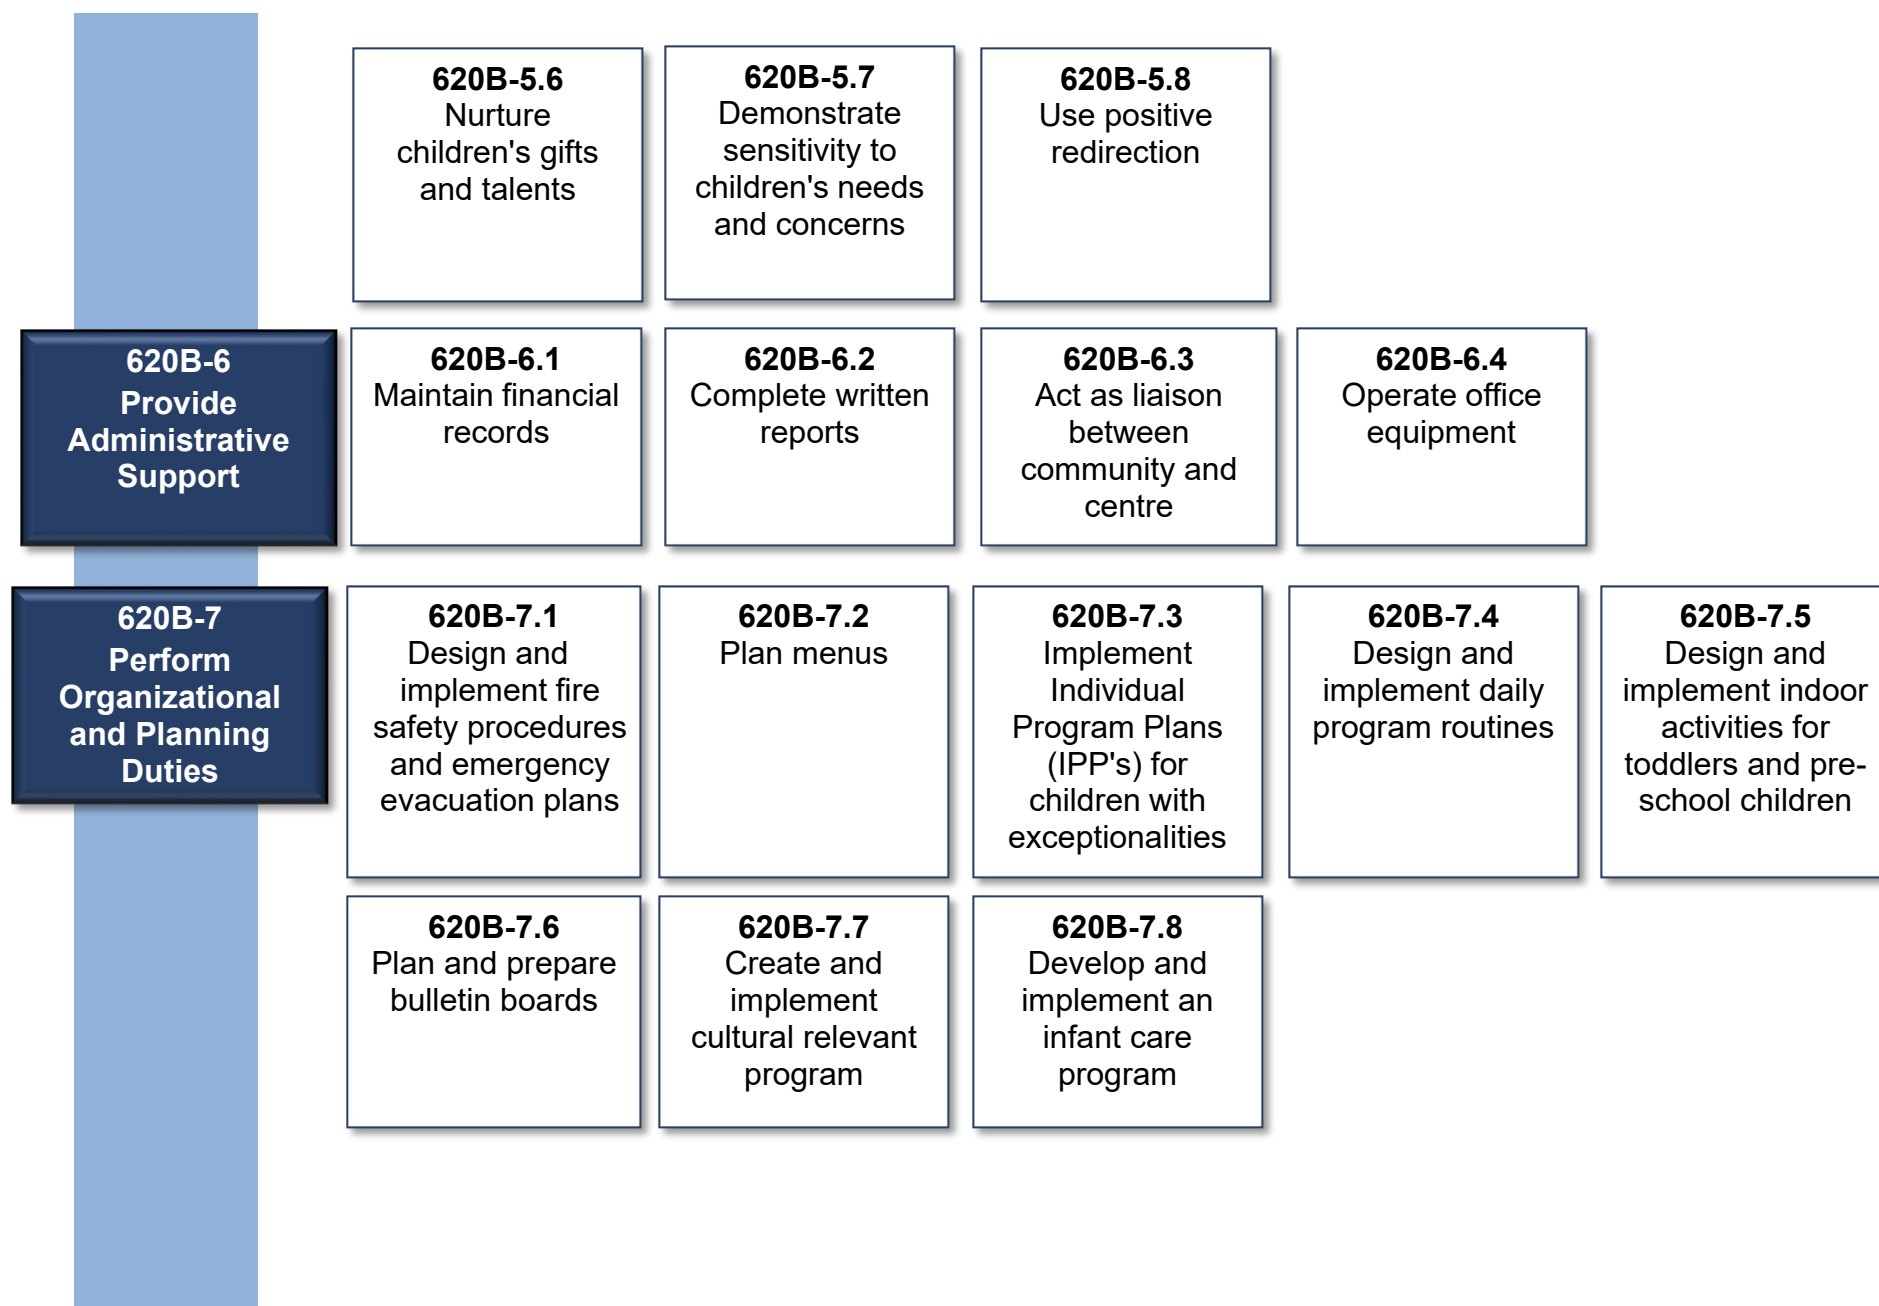 620B-5.6
Nurture
children's gifts
and talents
620B-5.7
Demonstrate
sensitivity to
children's needs
and concerns
620B-5.8
Use positive
redirection
620B-6
Provide
Administrative
Support
620B-6.1
Maintain financial
records
620B-6.2
Complete written
reports
620B-6.3
Act as liaison
between
community and
centre
620B-6.4
Operate office
equipment
620B-7
Perform
Organizational
and Planning
Duties
620B-7.1
Design and
implement fire
safety procedures
and emergency
evacuation plans
620B-7.2
Plan menus
620B-7.3
Implement
Individual
Program Plans
(IPP's) for
children with
exceptionalities
620B-7.4
Design and
implement daily
program routines
620B-7.5
Design and
implement indoor
activities for
toddlers and pre-
school children
620B-7.6
Plan and prepare
bulletin boards
620B-7.7
Create and
implement
cultural relevant
program
620B-7.8
Develop and
implement an
infant care
program